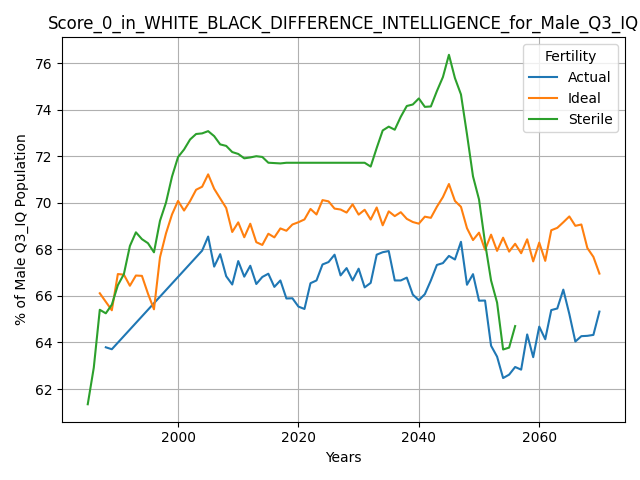 Score_0_in_WHITE_BLACK_DIFFERENCE_INTELLIGENCE_for_Male_Q3_IQ
% of Male Q3_IQ Population
76
74
72
70
68
66
64
62
2000
2020
2040
2060
Years
Fertility
Actual
Ideal
Sterile